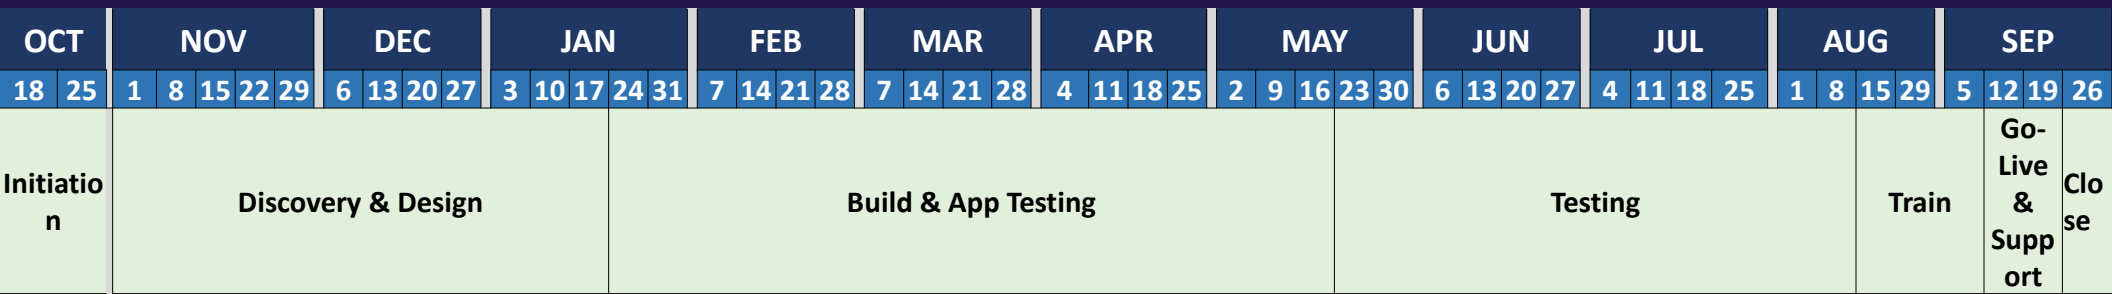 OCT NOV DEC JAN FEB MAR APR MAY JUN JUL AUG SEP
18 25 1 8 15 22 29 6 13 20 27 3 10 17 24 31 7 14 21 28 7 14 21 28 4 11 18 25 2 9 16 23 30 6 13 20 27 4 11 18 25 1 8 15 29 5 12 19 26
Initiatio
n
Discovery & Design
Build & App Testing
Testing
Train
Go-
Live
&
Supp
ort
Clo
se